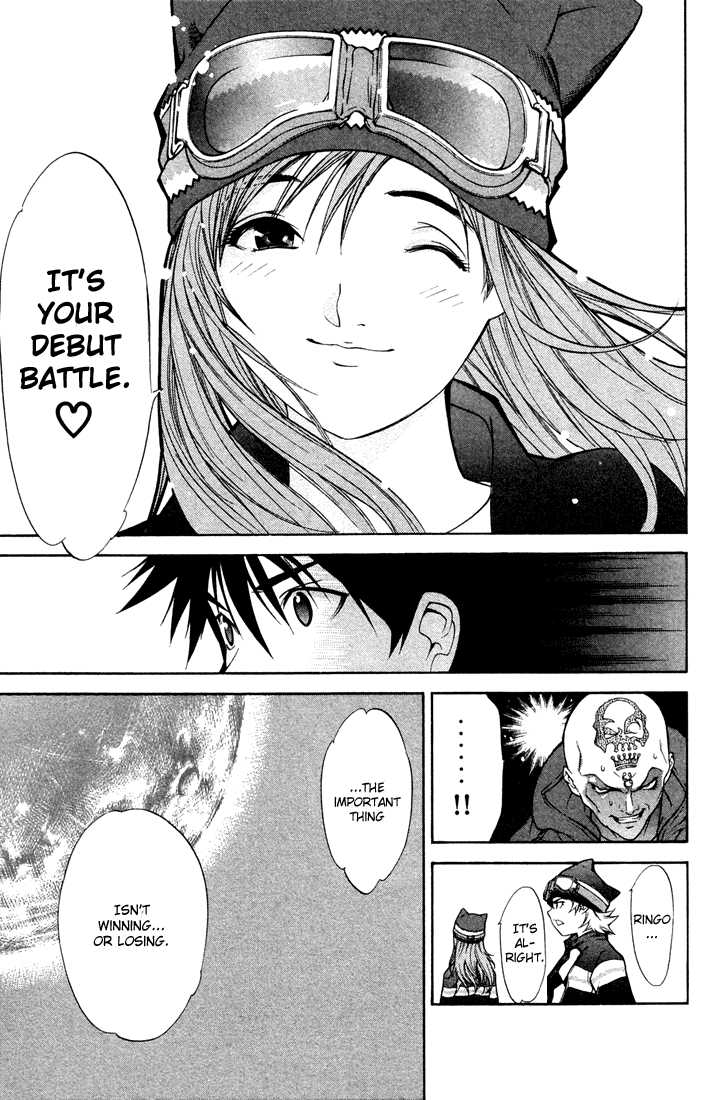 IT'S
YOUR
DEBUT
BATTLE.
♡
......!!
RINGO
...
IT'S
AL-
RIGHT.
...THE
IMPORTANT
THING
ISN'T
WINNING...
OR LOSING.